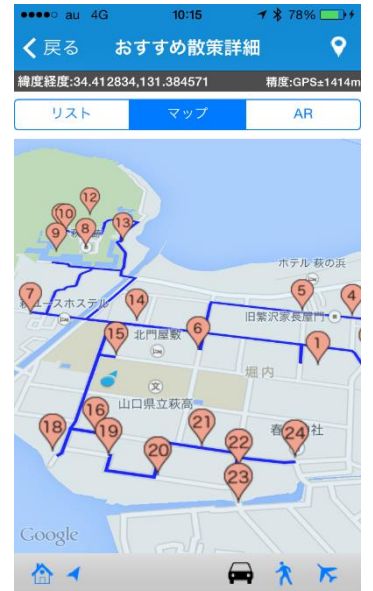 au 4G 10:15 78%
戻る おすすめ散策詳細
緯度経度:34.412834,131.384571 精度:GPS±1414m
リスト マップ AR
12
10
13
9 8
ホテル 萩の浜
7 5 4
ユースホステル 14
旧繁沢家長屋門
15 北門屋敷 6 1
堀内
文
山口県立萩高
16
18 19 21
20 22 春 24 社
23
Google